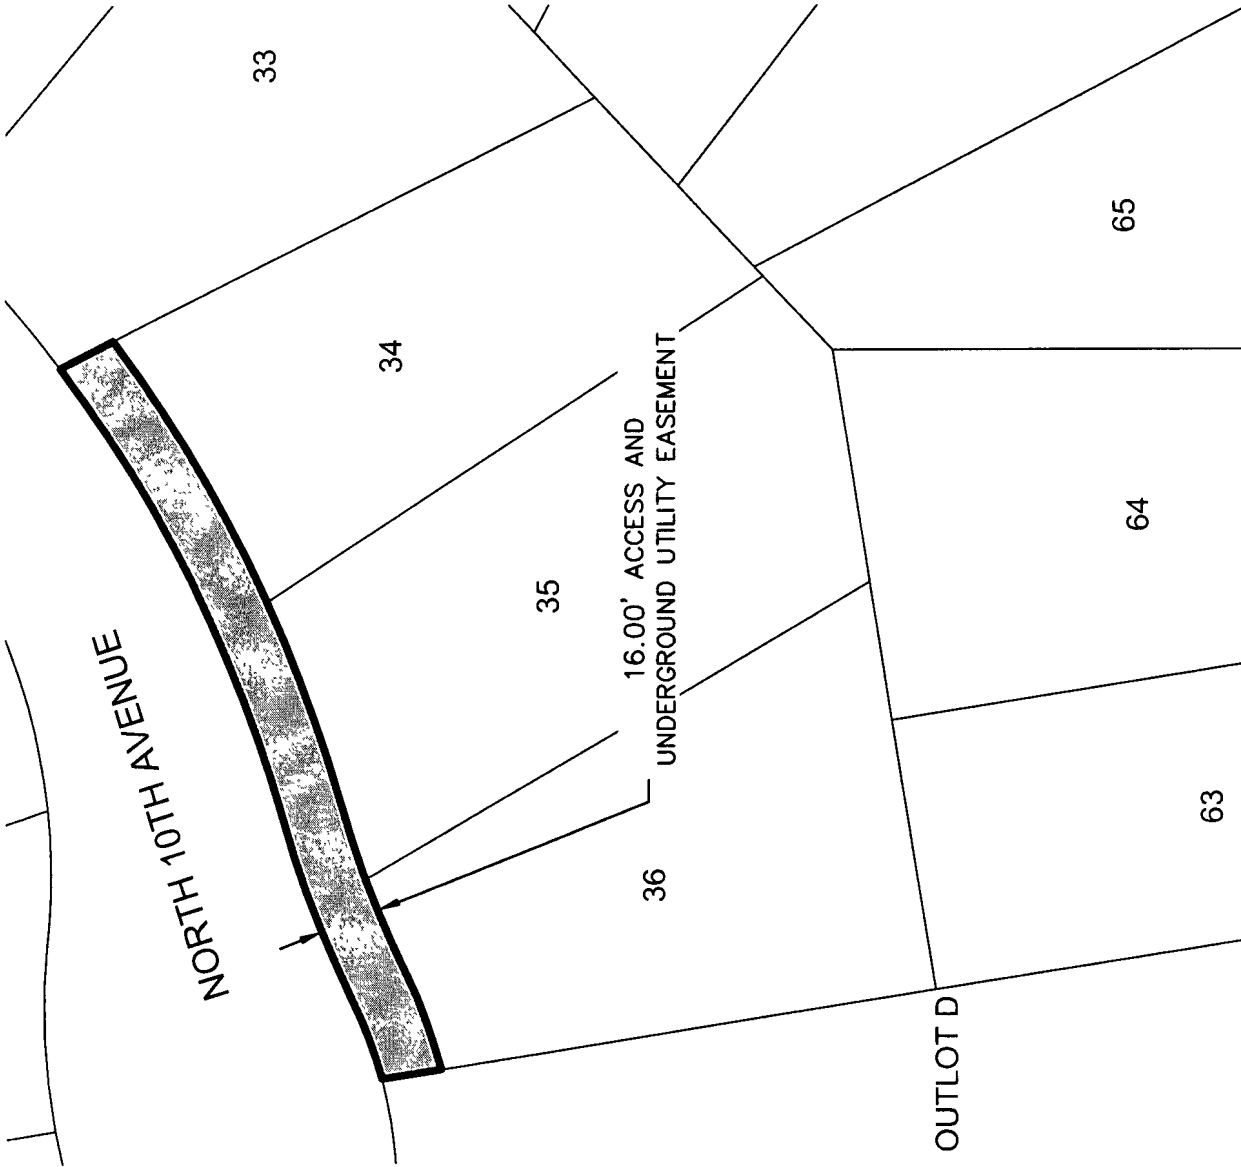 33
34
NORTH 10TH AVENUE
35
16.00' ACCESS AND
UNDERGROUND UTILITY EASEMENT
36
65
64
63
OUTLOT D